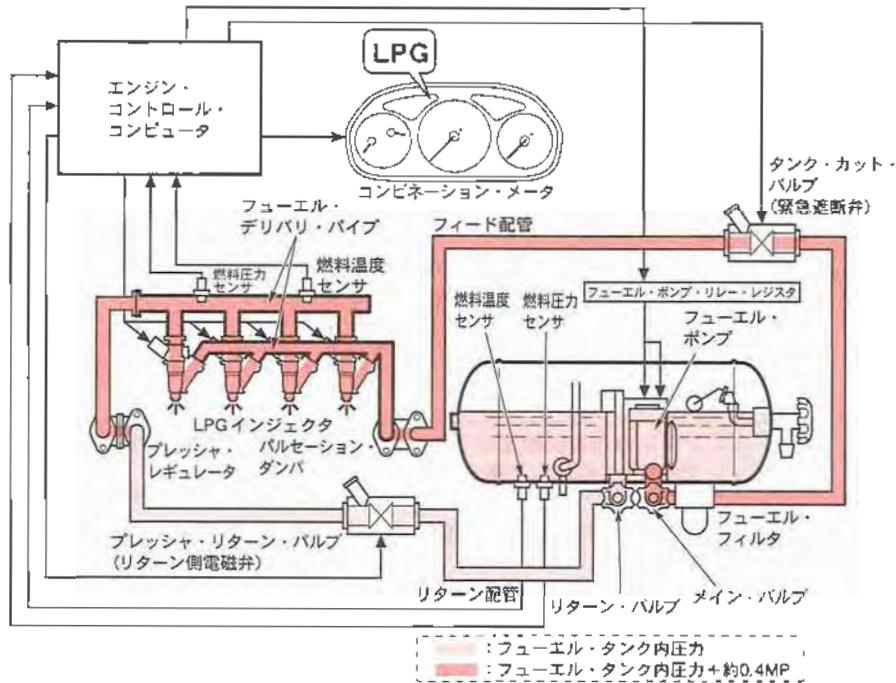 LPG
エンジン・
コントロール・
コンピュータ
コンビネーション・メータ
タンク・カット・
バルブ
(緊急遮断弁)
フューエル・
デリバリ・パイプ
フィード配管
燃料圧力
センサ
燃料温度
センサ
燃料温度
センサ
燃料圧力
センサ
フューエル・ポンプ・リレー・レジスタ
フューエル・
ポンプ
LPGインジェクタ
プレッシャ・
レギュレータ
パルセーション・
ダンパ
フューエル・
フィルタ
プレッシャ・リターン・バルブ
(リターン側電磁弁)
リターン配管
リターン・バルブ
メイン・バルブ
:フューエル・タンク内圧力
:フューエル・タンク内圧力+約0.4MP